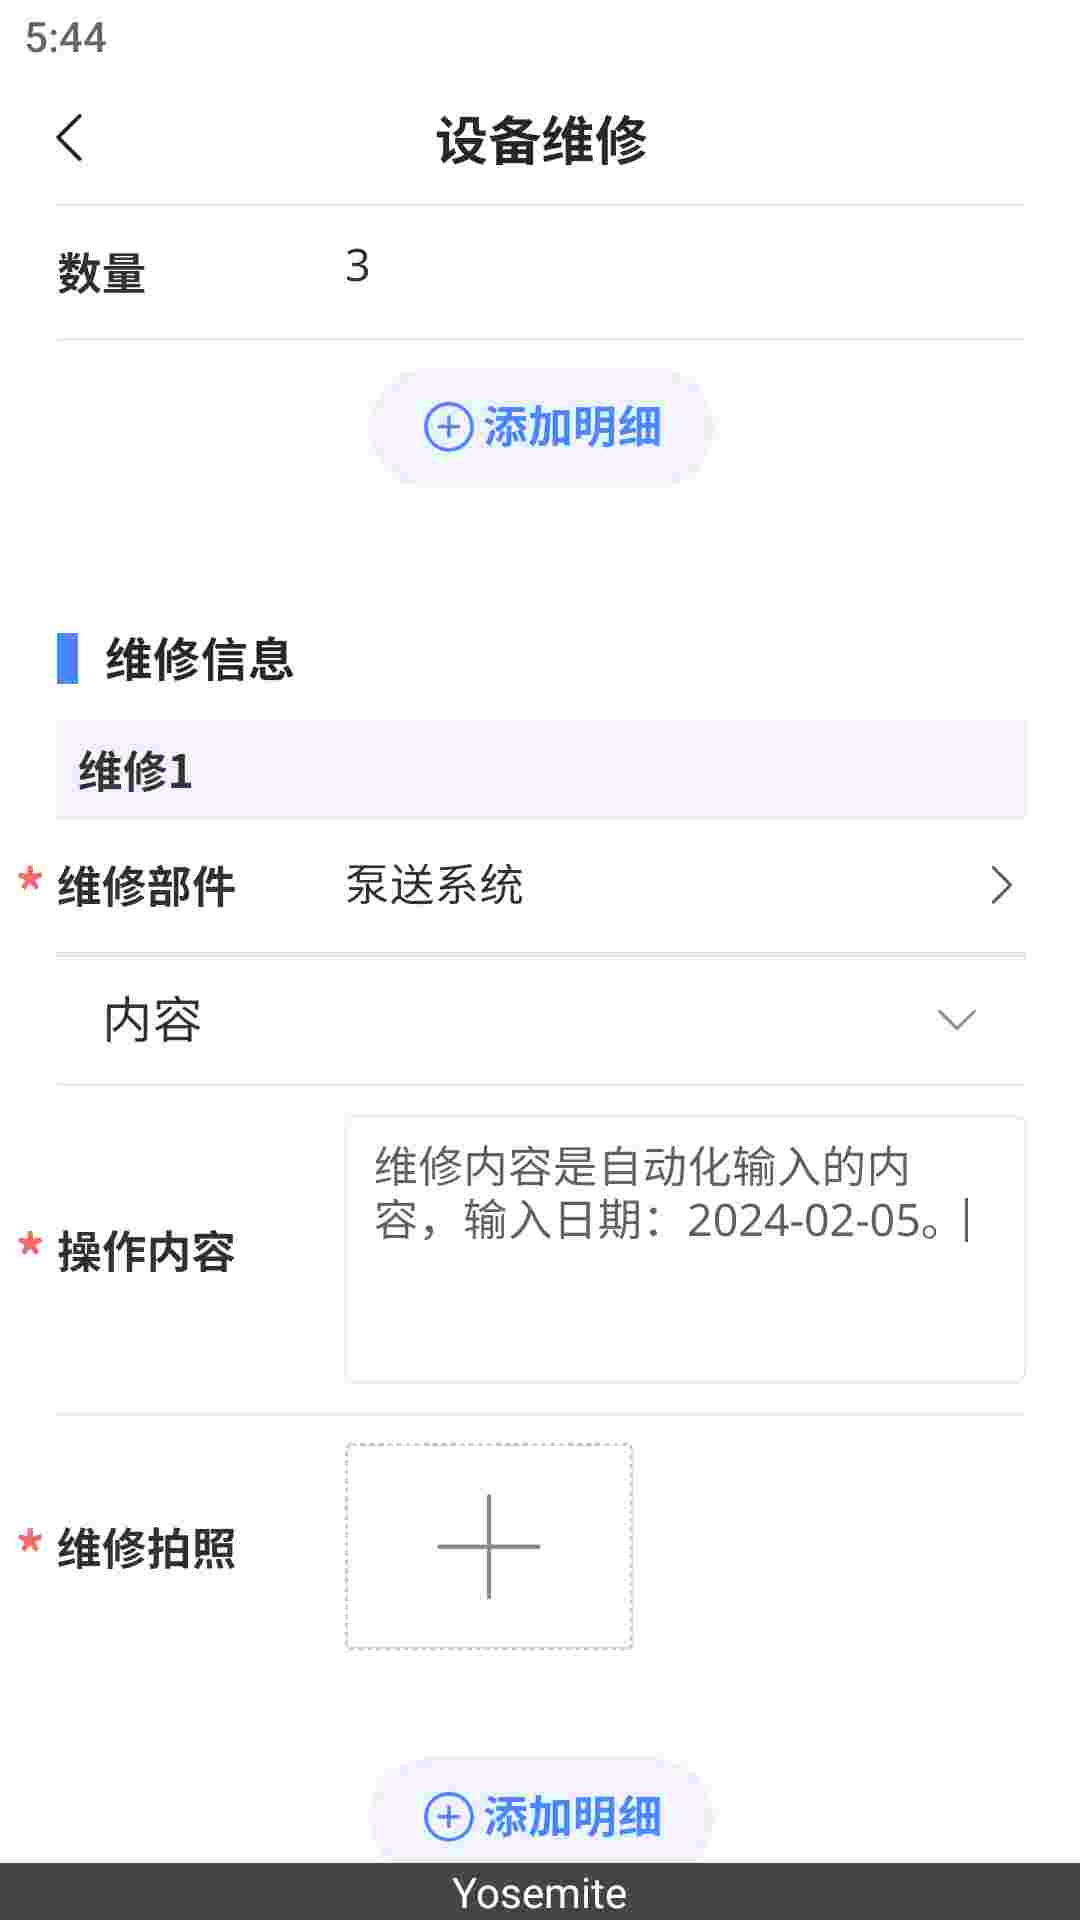 5:44
设备维修
数量 3
添加明细
维修信息
维修1
* 维修部件 泵送系统
内容
* 操作内容 维修内容是自动化输入的内
容，输入日期：2024-02-05。
* 维修拍照
添加明细
Yosemite